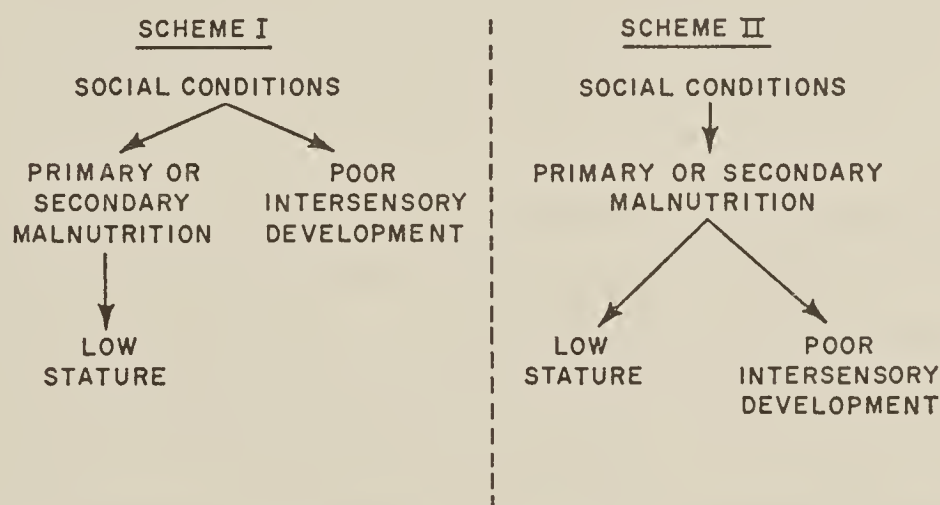 SCHEME I
SOCIAL CONDITIONS
PRIMARY OR
SECONDARY
MALNUTRITION
POOR
INTERSENSORY
DEVELOPMENT
LOW
STATURE
SCHEME II
SOCIAL CONDITIONS
PRIMARY OR SECONDARY
MALNUTRITION
LOW
STATURE
POOR
INTERSENSORY
DEVELOPMENT